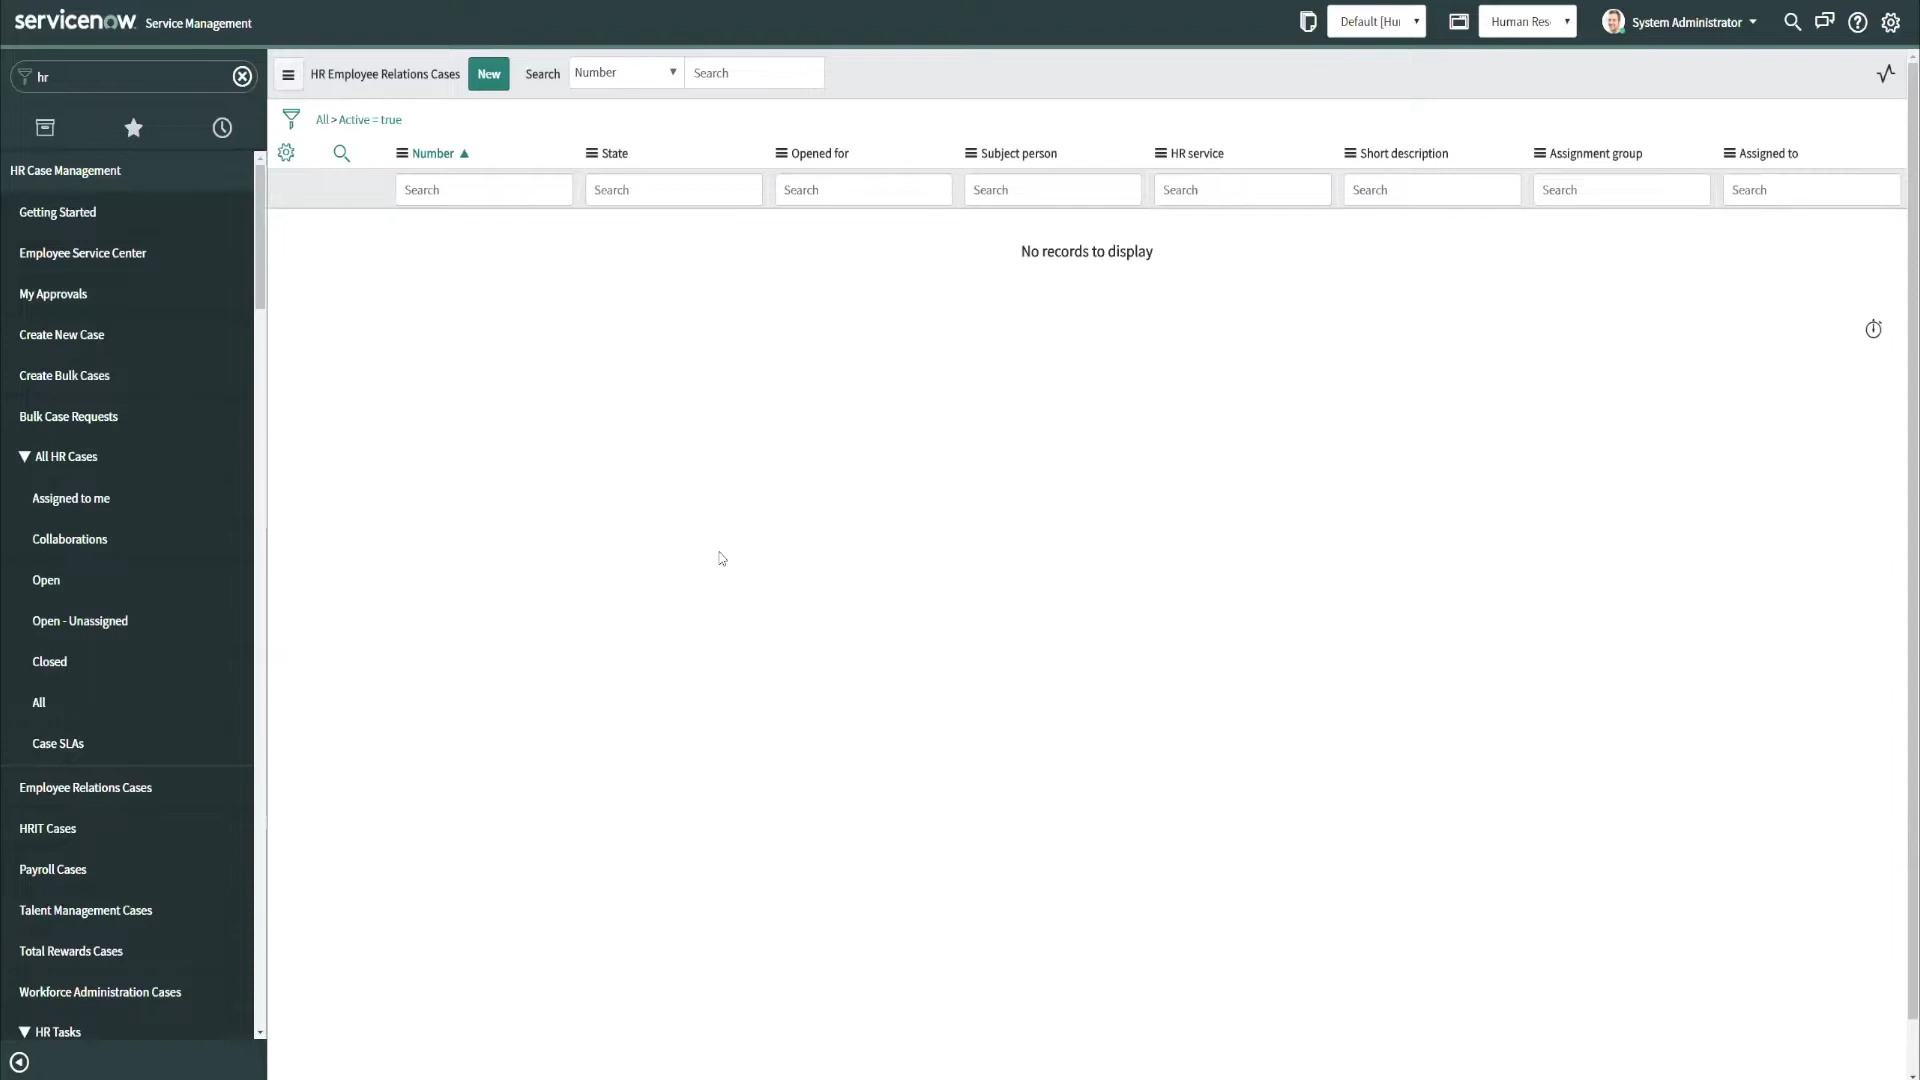 servicenow Service Management
Default [Hur
Human Res
System Administrator
hr
HR Employee Relations Cases
New
Search
Number
Search
All > Active = true
Number
State
Opened for
Subject person
HR service
Short description
Assignment group
Assigned to
Search
Search
Search
Search
Search
Search
Search
Search
No records to display
HR Case Management
Getting Started
Employee Service Center
My Approvals
Create New Case
Create Bulk Cases
Bulk Case Requests
All HR Cases
Assigned to me
Collaborations
Open
Open - Unassigned
Closed
All
Case SLAs
Employee Relations Cases
HRIT Cases
Payroll Cases
Talent Management Cases
Total Rewards Cases
Workforce Administration Cases
HR Tasks